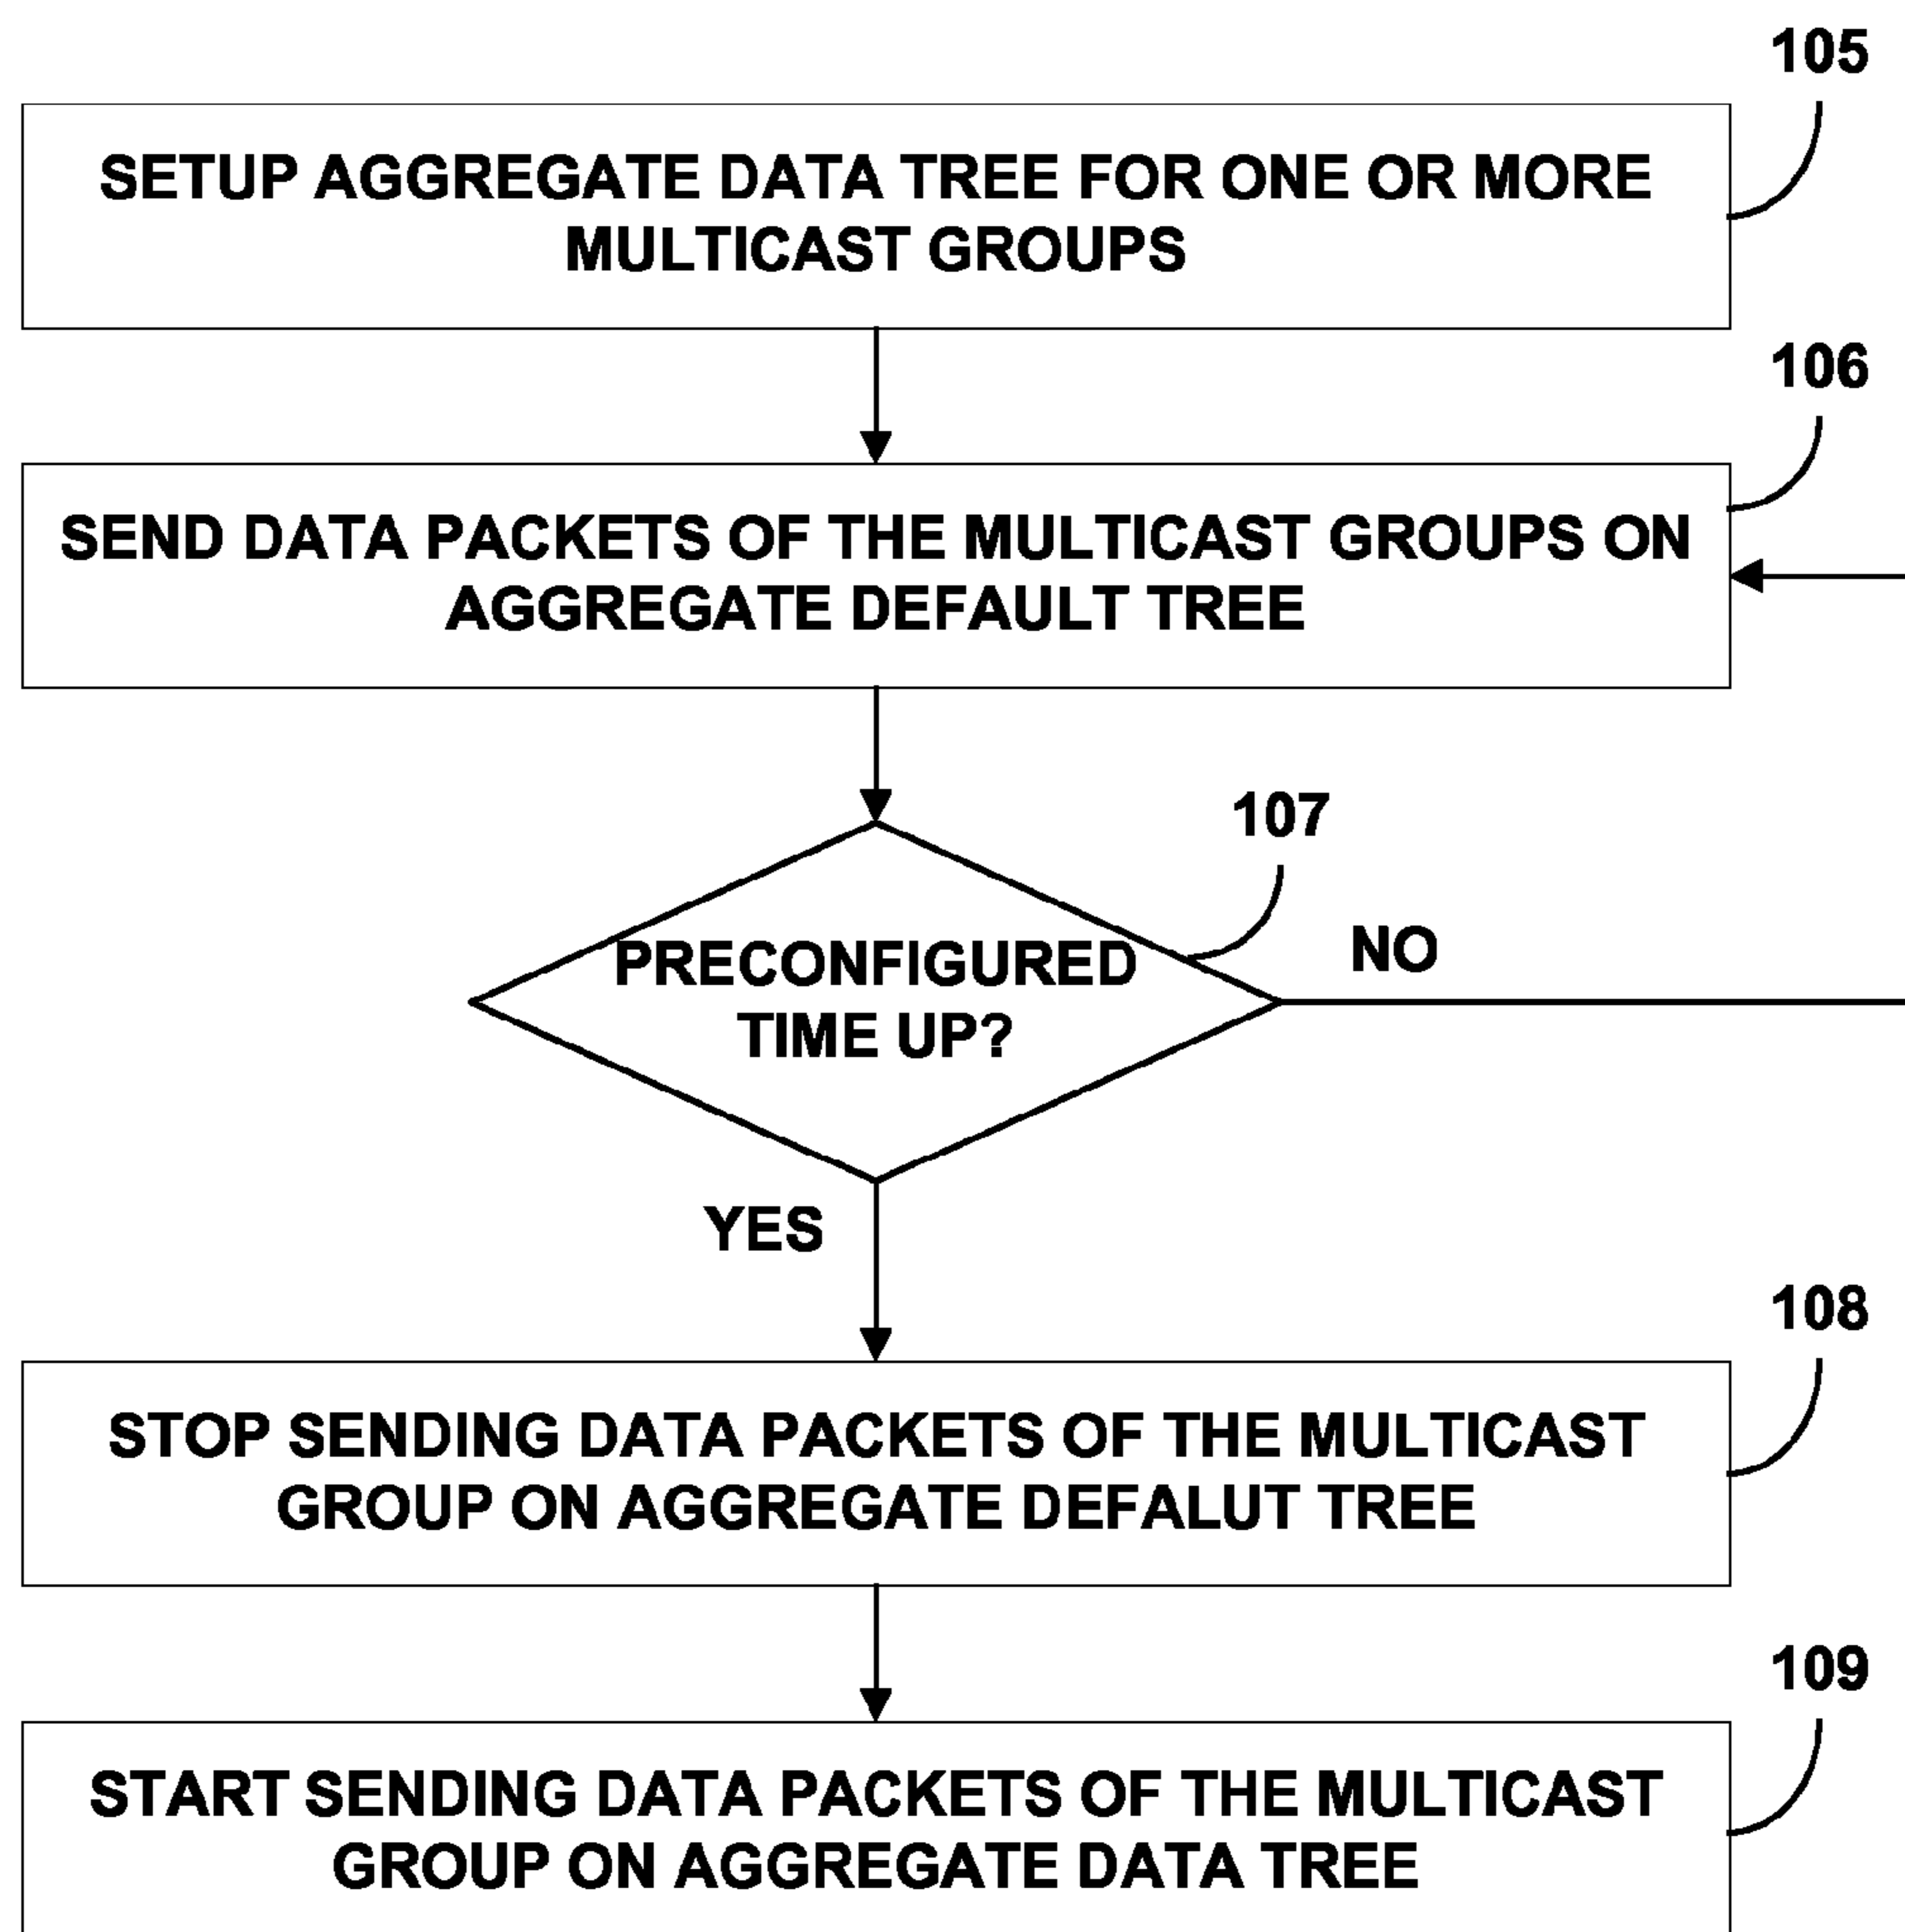 105
SETUP AGGREGATE DATA TREE FOR ONE OR MORE
MULTICAST GROUPS
106
SEND DATA PACKETS OF THE MULTICAST GROUPS ON
AGGREGATE DEFAULT TREE
107
PRECONFIGURED
TIME UP?
NO
YES
108
STOP SENDING DATA PACKETS OF THE MULTICAST
GROUP ON AGGREGATE DEFALUT TREE
109
START SENDING DATA PACKETS OF THE MULTICAST
GROUP ON AGGREGATE DATA TREE